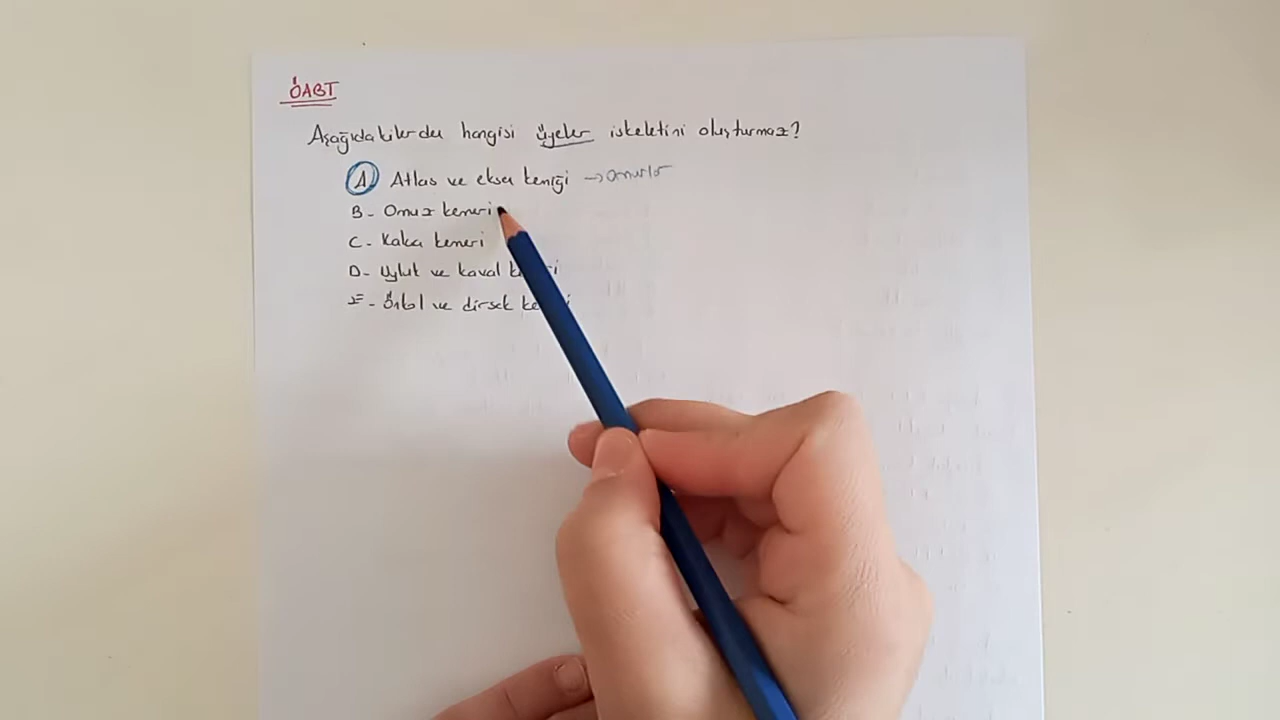 ÖABT
Aşağıdakilerden hangisi üyeler iskeletini oluşturmaz?
A) Atlas ve eksen kemiği → omurlar
B- Omuz kemeri
C- Kalça kemeri
D- Uyluk ve kaval
E- Önkol ve dirsek